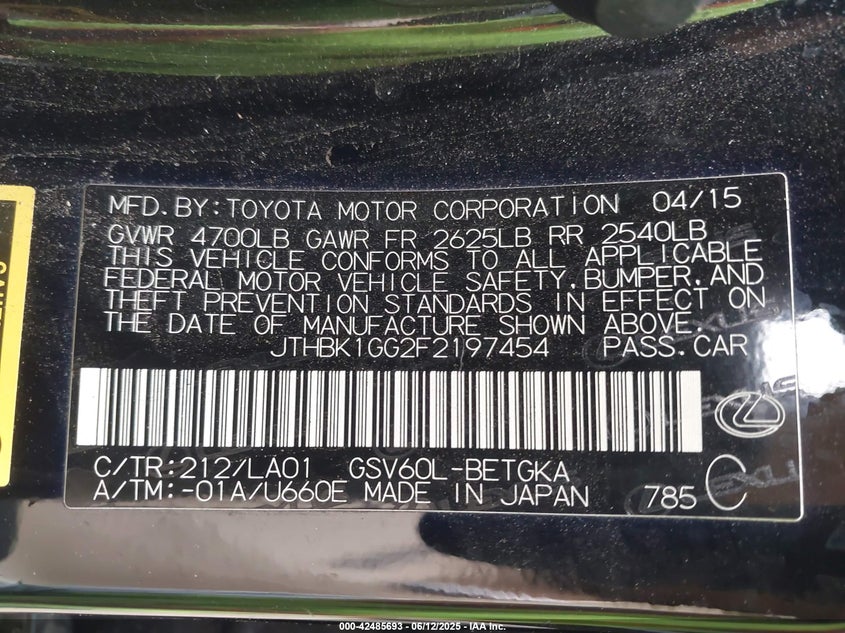 MFD.BY:TOYOTA MOTOR CORPORATION 04/15
GVWR 4700LB GAWR FR 2625LB RR 2540LB
THIS VEHICLE CONFORMS TO ALL APPLICABLE
FEDERAL MOTOR VEHICLE SAFETY,BUMPER,AND
THEFT PREVENTION STANDARDS IN EFFECT ON
THE DATE OF MANUFACTURE SHOWN ABOVE.
JTHBK1GG2F2197454 PASS.CAR
C/TR:212/LA01 GSV60L-BETGKA
A/TM:-01A/U660E MADE IN JAPAN 785 C
000-42485693 - 06/12/2025 - IAA Inc.